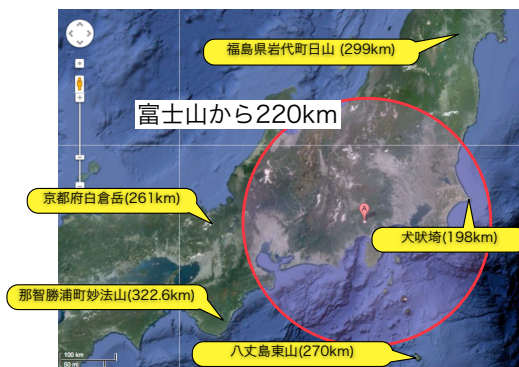 福島県岩代町日山 (299km)
富士山から220km
京都府白倉岳(261km)
A
犬吠埼(198km)
那智勝浦町妙法山(322.6km)
八丈島東山(270km)
100 km
50 mi